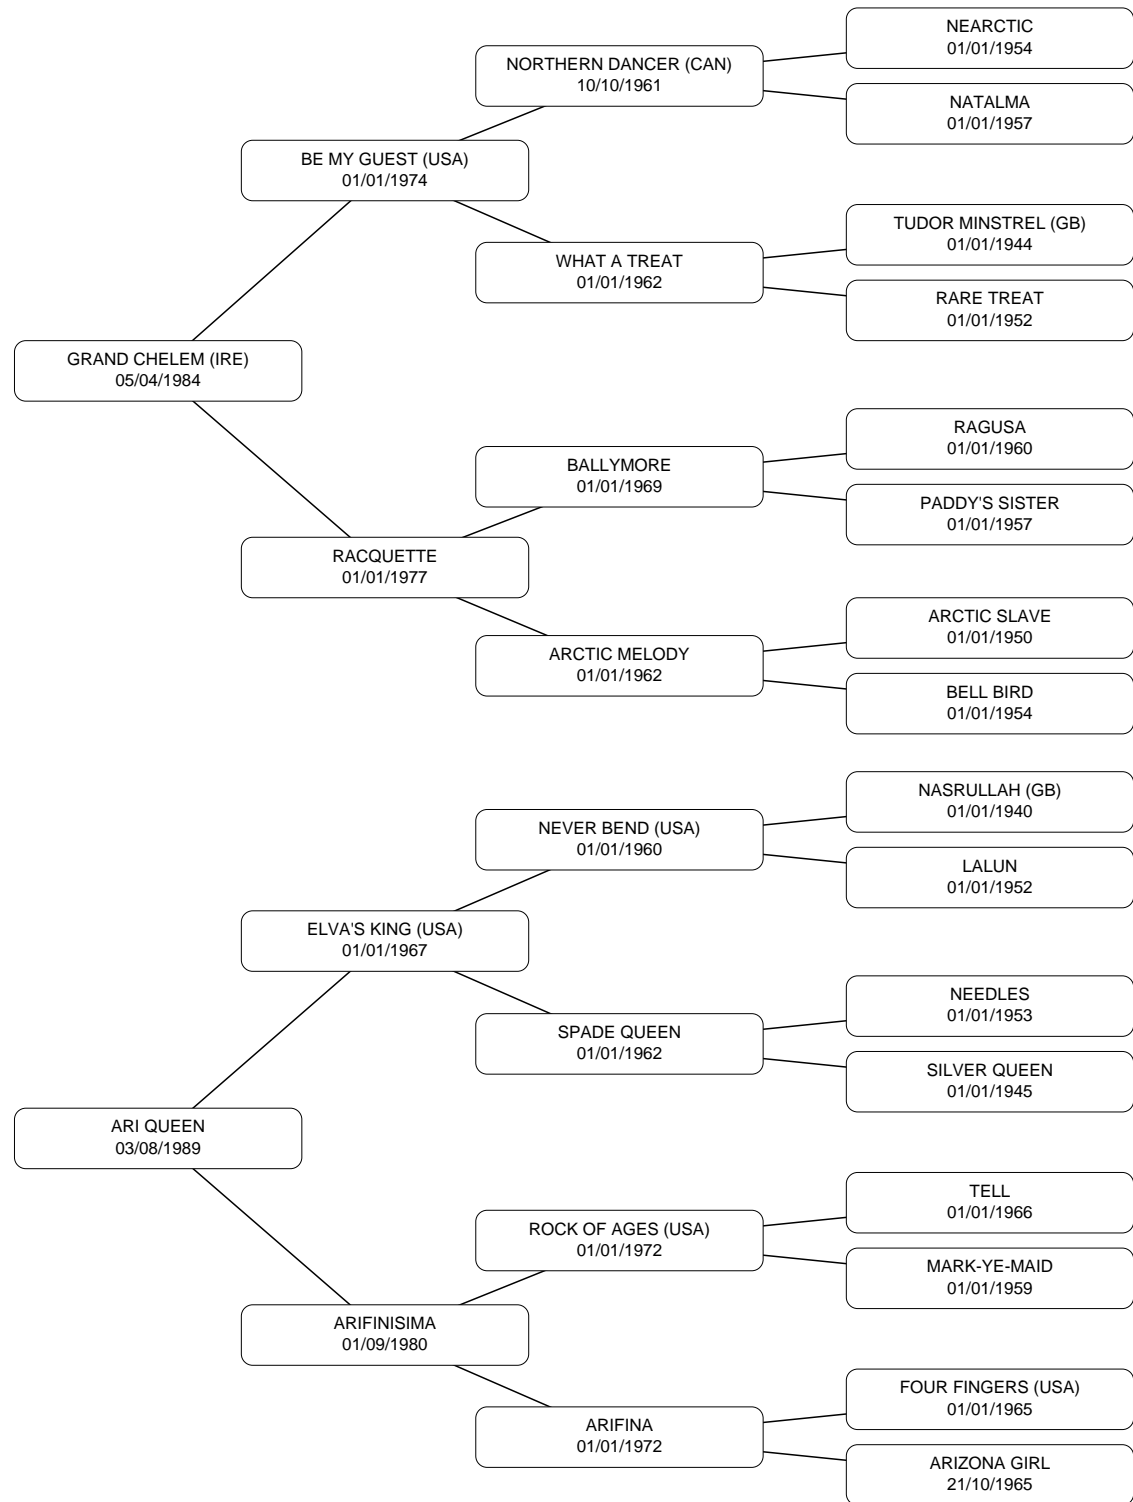 NEARCTIC
01/01/1954
NORTHERN DANCER (CAN)
10/10/1961
NATALMA
01/01/1957
BE MY GUEST (USA)
01/01/1974
TUDOR MINSTREL (GB)
01/01/1944
WHAT A TREAT
01/01/1962
RARE TREAT
01/01/1952
GRAND CHELEM (IRE)
05/04/1984
RAGUSA
01/01/1960
BALLYMORE
01/01/1969
PADDY'S SISTER
01/01/1957
RACQUETTE
01/01/1977
ARCTIC SLAVE
01/01/1950
ARCTIC MELODY
01/01/1962
BELL BIRD
01/01/1954
NASRULLAH (GB)
01/01/1940
NEVER BEND (USA)
01/01/1960
LALUN
01/01/1952
ELVA'S KING (USA)
01/01/1967
NEEDLES
01/01/1953
SPADE QUEEN
01/01/1962
SILVER QUEEN
01/01/1945
ARI QUEEN
03/08/1989
TELL
01/01/1966
ROCK OF AGES (USA)
01/01/1972
MARK-YE-MAID
01/01/1959
ARIFINISIMA
01/09/1980
FOUR FINGERS (USA)
01/01/1965
ARIFINA
01/01/1972
ARIZONA GIRL
21/10/1965